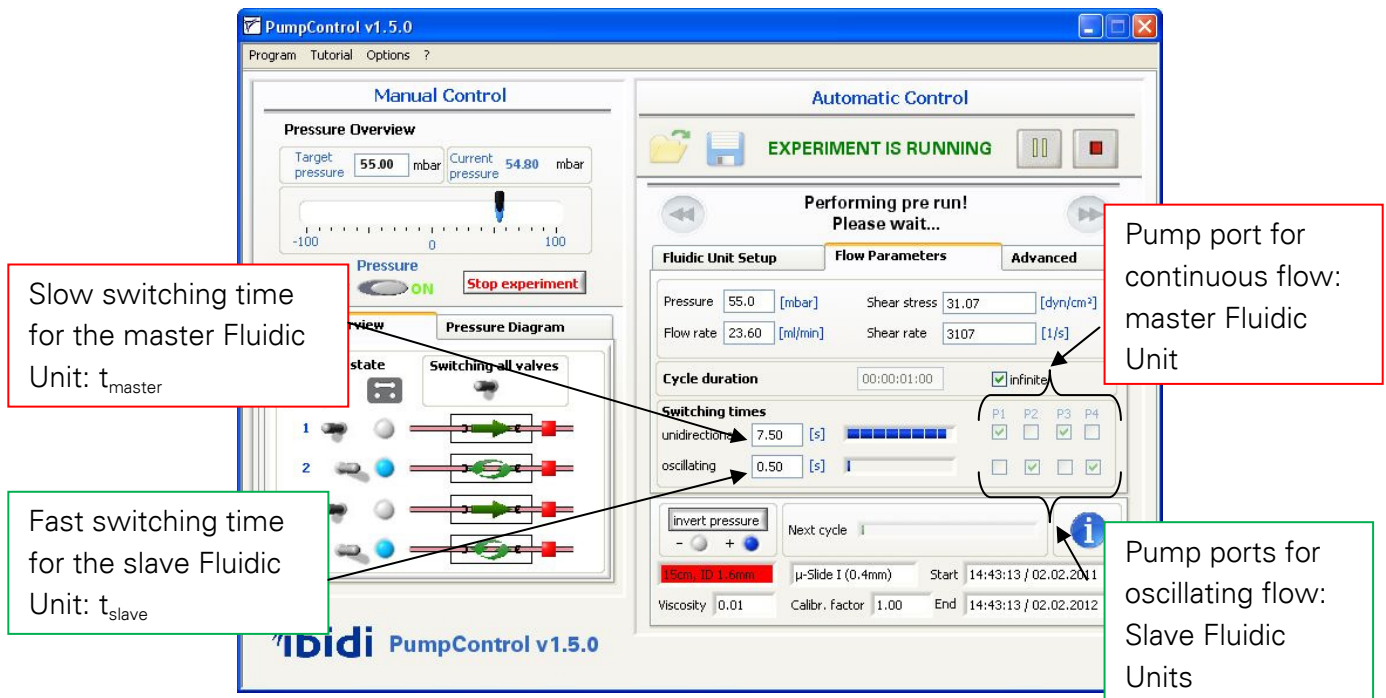 PumpControl v1.5.0
Program Tutorial Options ?
Manual Control
Pressure Overview
Target pressure 55.00 mbar Current pressure 54.80 mbar
-100 0 100
Pressure
ON Stop experiment
Pressure Diagram
state Switching all valves
1
2
Automatic Control
EXPERIMENT IS RUNNING
Performing pre run!
Please wait...
Fluidic Unit Setup Flow Parameters Advanced
Pressure 55.0 [mbar] Shear stress 31.07 [dyn/cm²]
Flow rate 23.60 [ml/min] Shear rate 3107 [1/s]
Cycle duration 00:00:01:00 infinite
Switching times P1 P2 P3 P4
7.50 [s]
oscillating 0.50 [s]
invert pressure
- +
Next cycle
i
15cm, ID 1.6mm µ-Slide I (0.4mm) Start 14:43:13 / 02.02.2011
Viscosity 0.01 Calibr. factor 1.00 End 14:43:13 / 02.02.2012
ibidi PumpControl v1.5.0
Slow switching time
for the master Fluidic
Unit: tmaster
Fast switching time
for the slave Fluidic
Unit: tslave
Pump port for
continuous flow:
master Fluidic
Unit
Pump ports for
oscillating flow:
Slave Fluidic
Units